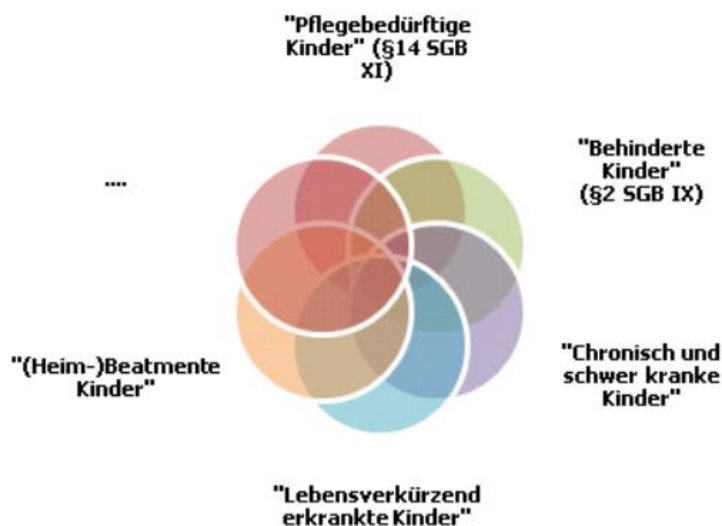 "Pflegebedürftige
Kinder" (§14 SGB
XI)
"Behinderte
Kinder"
(§2 SGB IX)
....
"(Heim-)Beatmente
Kinder"
"Chronisch und
schwer kranke
Kinder"
"Lebensverkürzend
erkrankte Kinder"